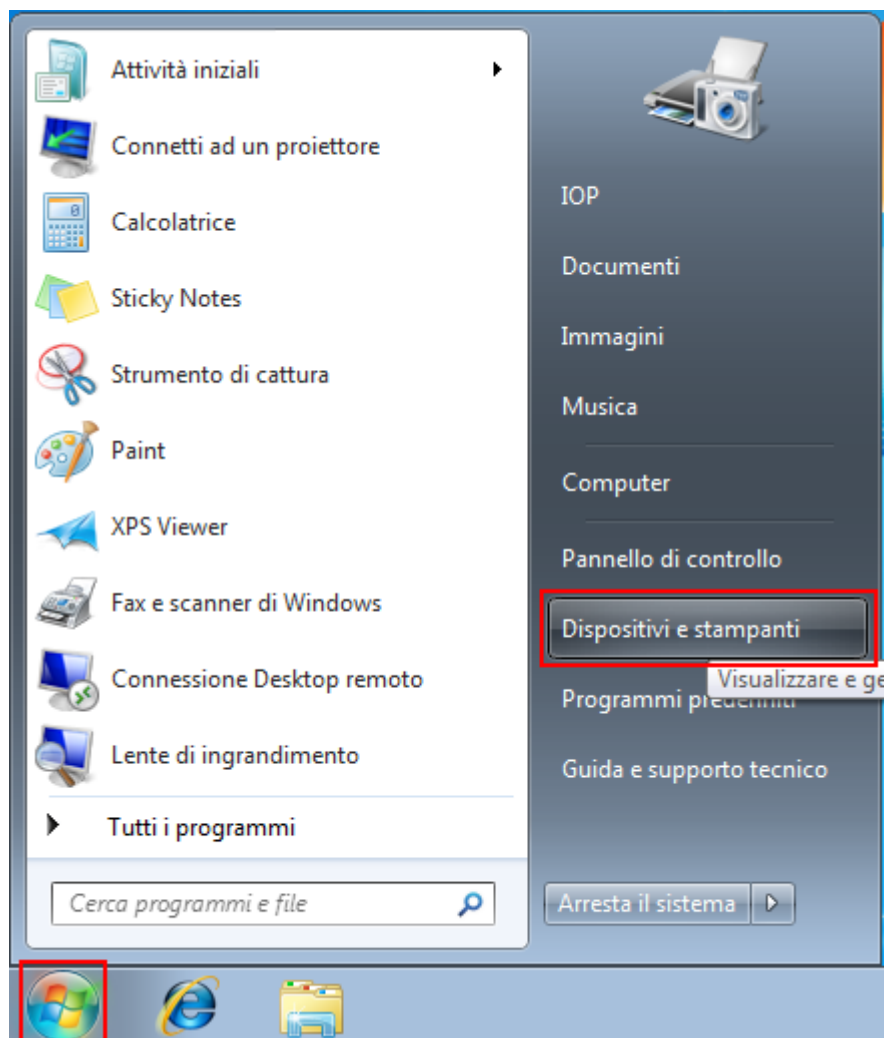 Attività iniziali
Connetti ad un proiettore
Calcolatrice
Sticky Notes
Strumento di cattura
Paint
XPS Viewer
Fax e scanner di Windows
Connessione Desktop remoto
Lente di ingrandimento
Tutti i programmi
Cerca programmi e file
IOP
Documenti
Immagini
Musica
Computer
Pannello di controllo
Dispositivi e stampanti
Visualizzare e ge
Programmi predefiniti
Guida e supporto tecnico
Arresta il sistema